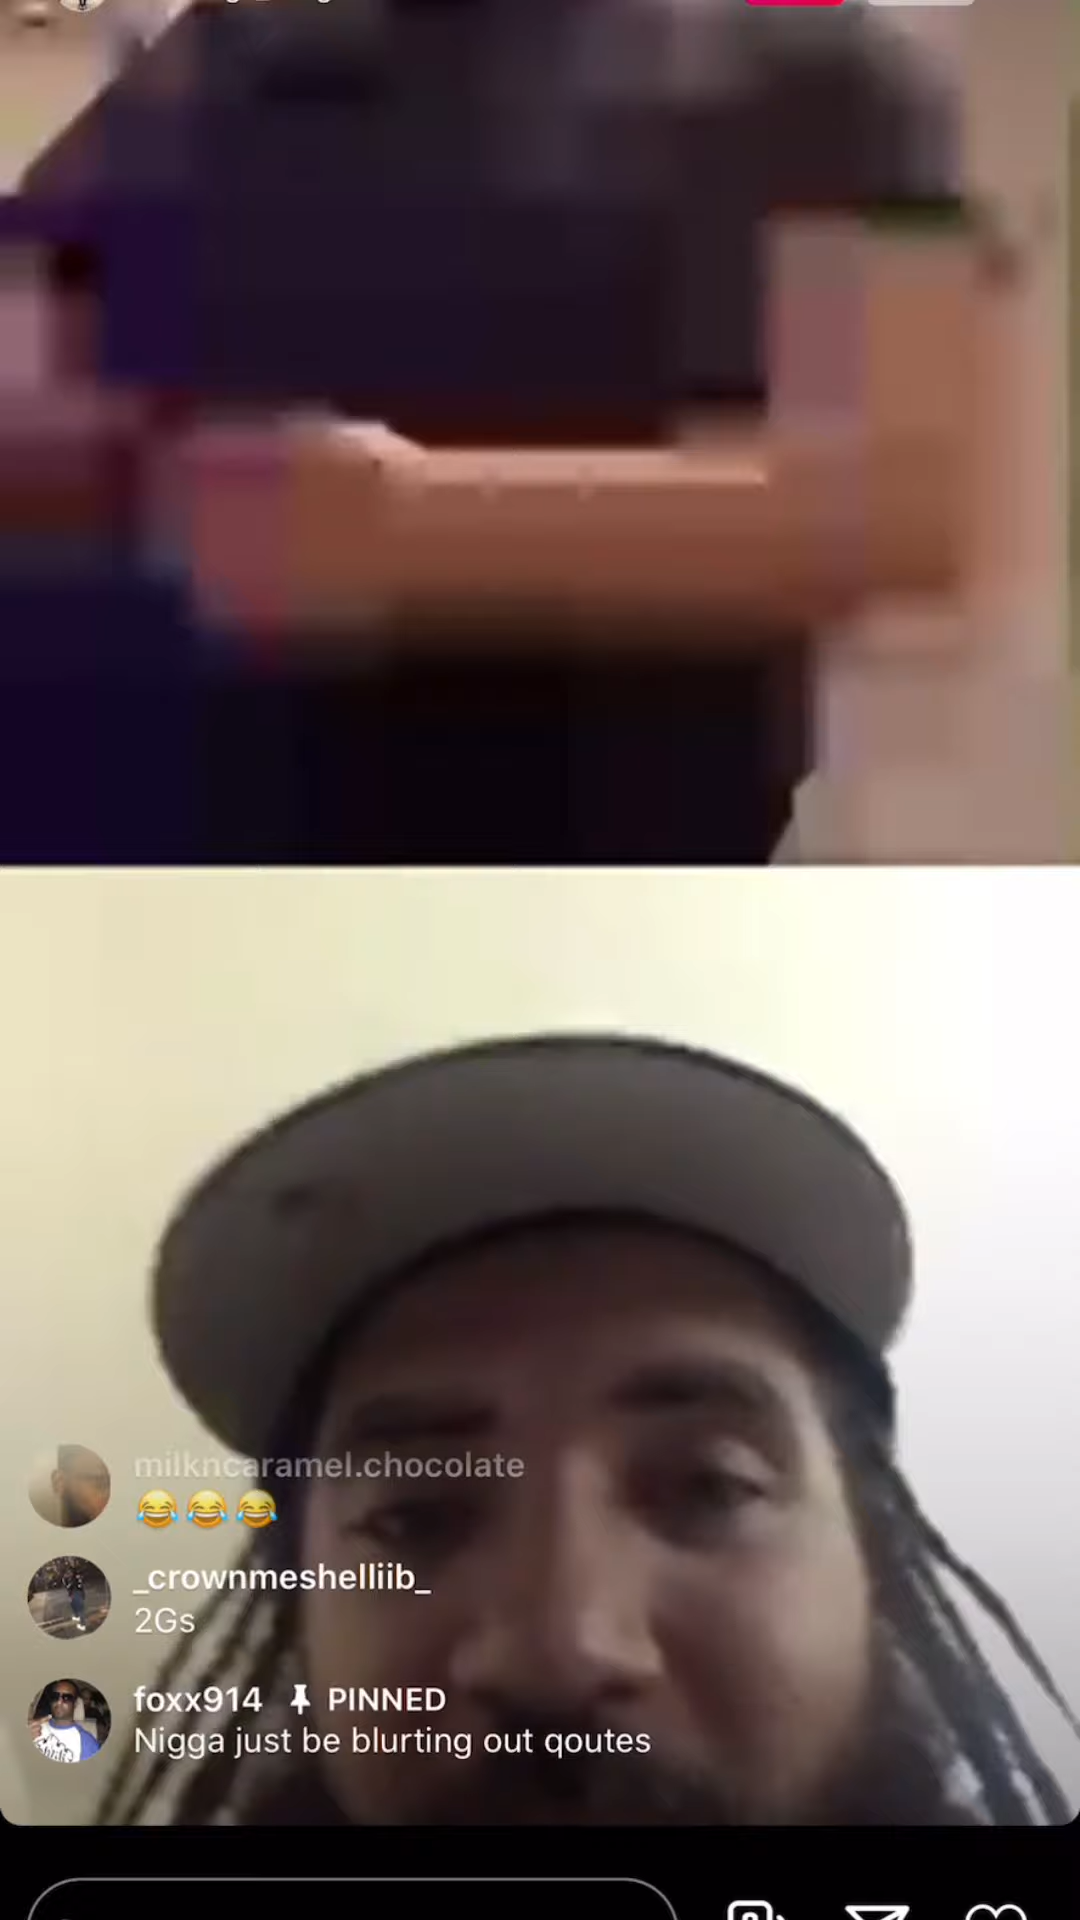 milkncaramel.chocolate
😂😂😂
_crownmeshelliib_
2Gs
foxx914 PINNED
Nigga just be blurting out qoutes